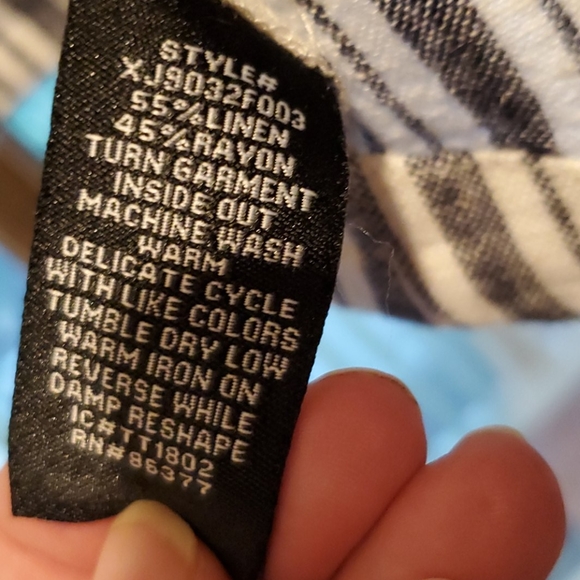 STYLE#
XJ9032F003
55%LINEN
45%RAYON
TURN GARMENT
INSIDE OUT
MACHINE WASH
WARM
DELICATE CYCLE
WITH LIKE COLORS
TUMBLE DRY LOW
WARM IRON ON
REVERSE WHILE
DAMP RESHAPE
IC#TT1802
RN#86377